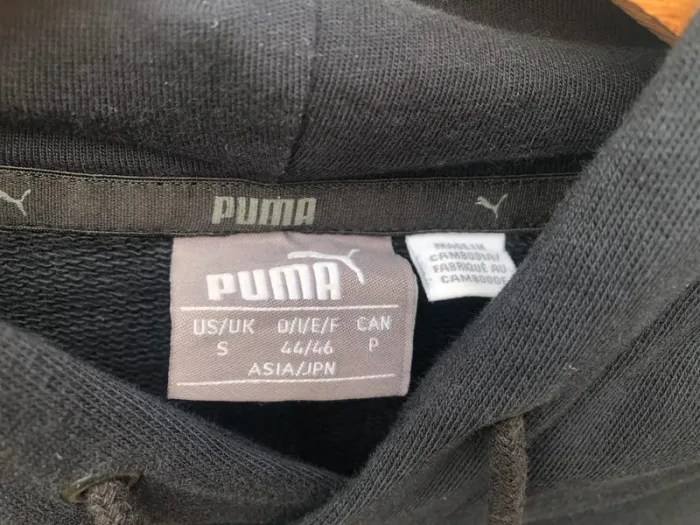 PUMA
PUMA
US/UK D/I/E/F CAN
S 44/46 P
ASIA/JPN
MADE IN
CAMBODIA/
FABRIQUÉ AU
CAMBODGE